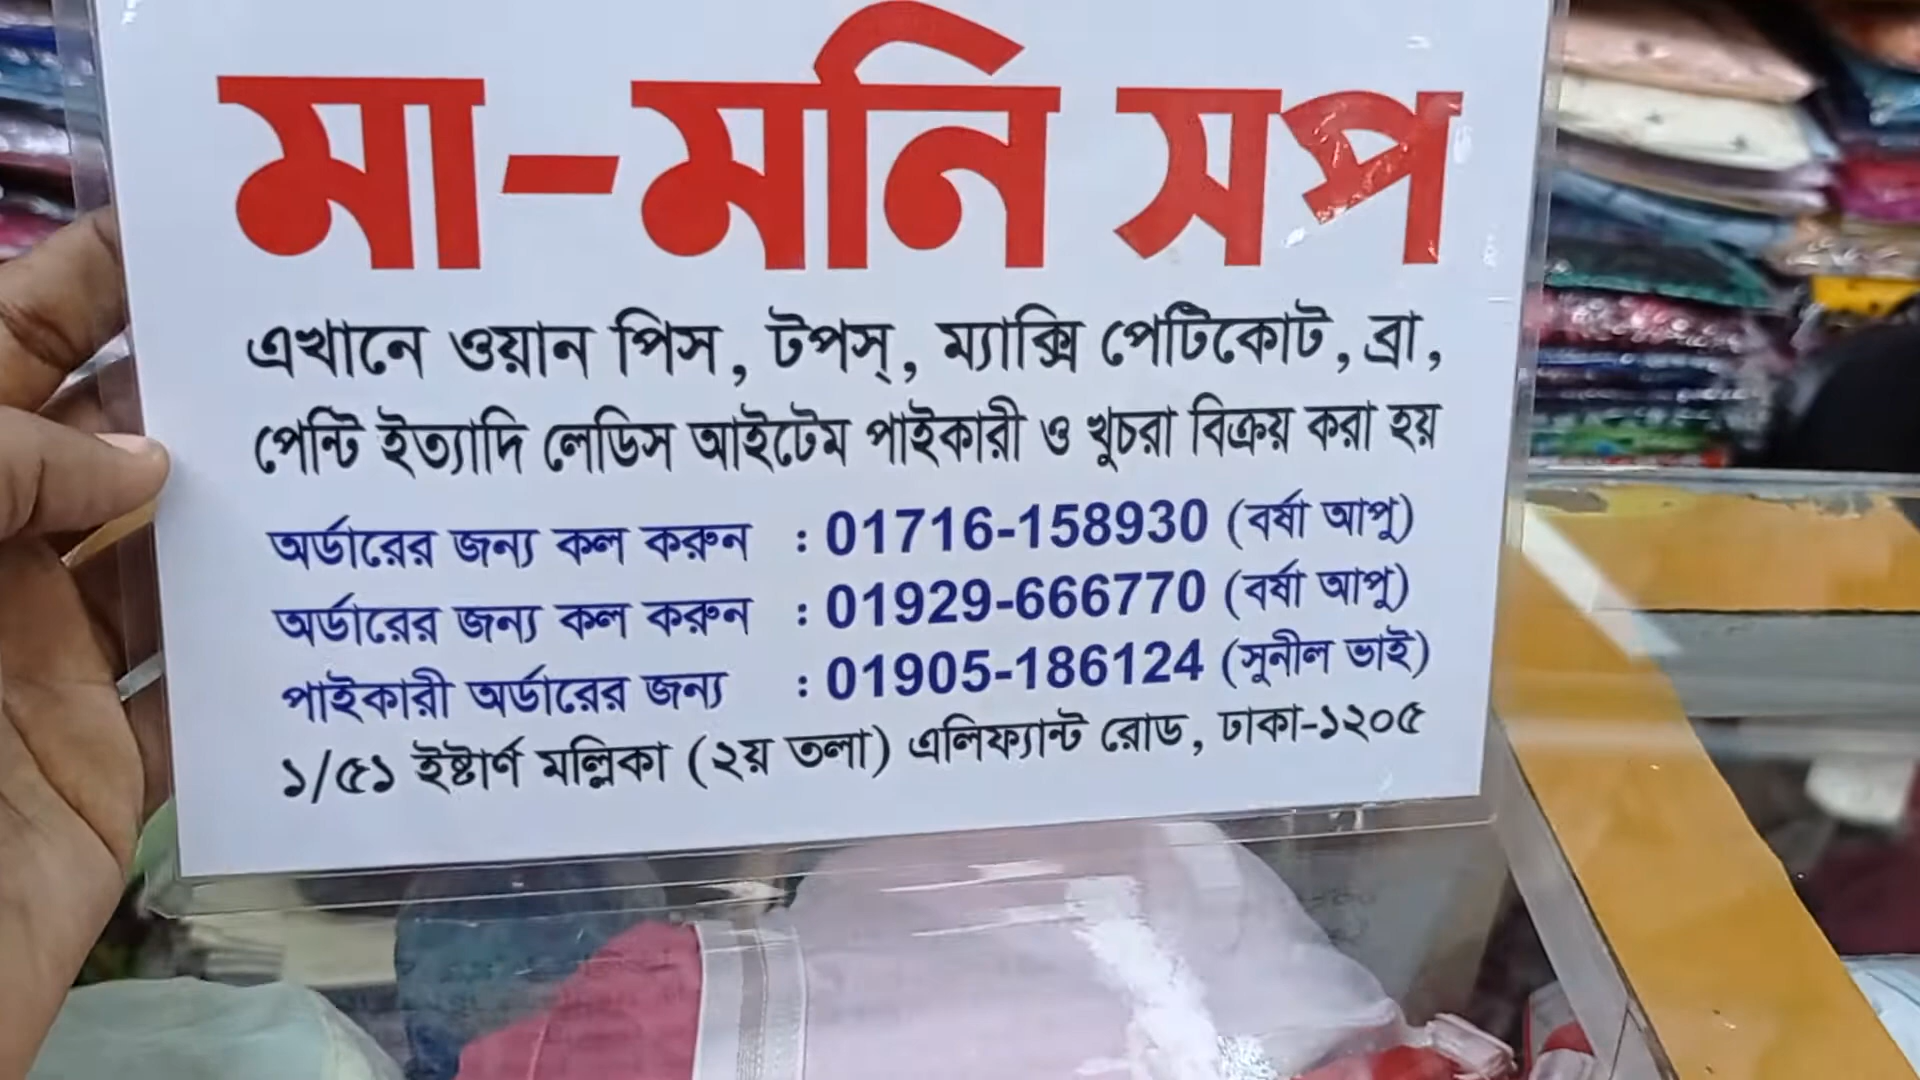 মা-মনি সপ
এখানে ওয়ান পিস, টপস্, ম্যাক্সি পেটিকোট, ব্রা,
পেন্টি ইত্যাদি লেডিস আইটেম পাইকারী ও খুচরা বিক্রয় করা হয়
অর্ডারের জন্য কল করুন : 01716-158930 (বর্ষা আপু)
অর্ডারের জন্য কল করুন : 01929-666770 (বর্ষা আপু)
পাইকারী অর্ডারের জন্য : 01905-186124 (সুনীল ভাই)
১/৫১ ইষ্টার্ণ মল্লিকা (২য় তলা) এলিফ্যান্ট রোড, ঢাকা-১২০৫